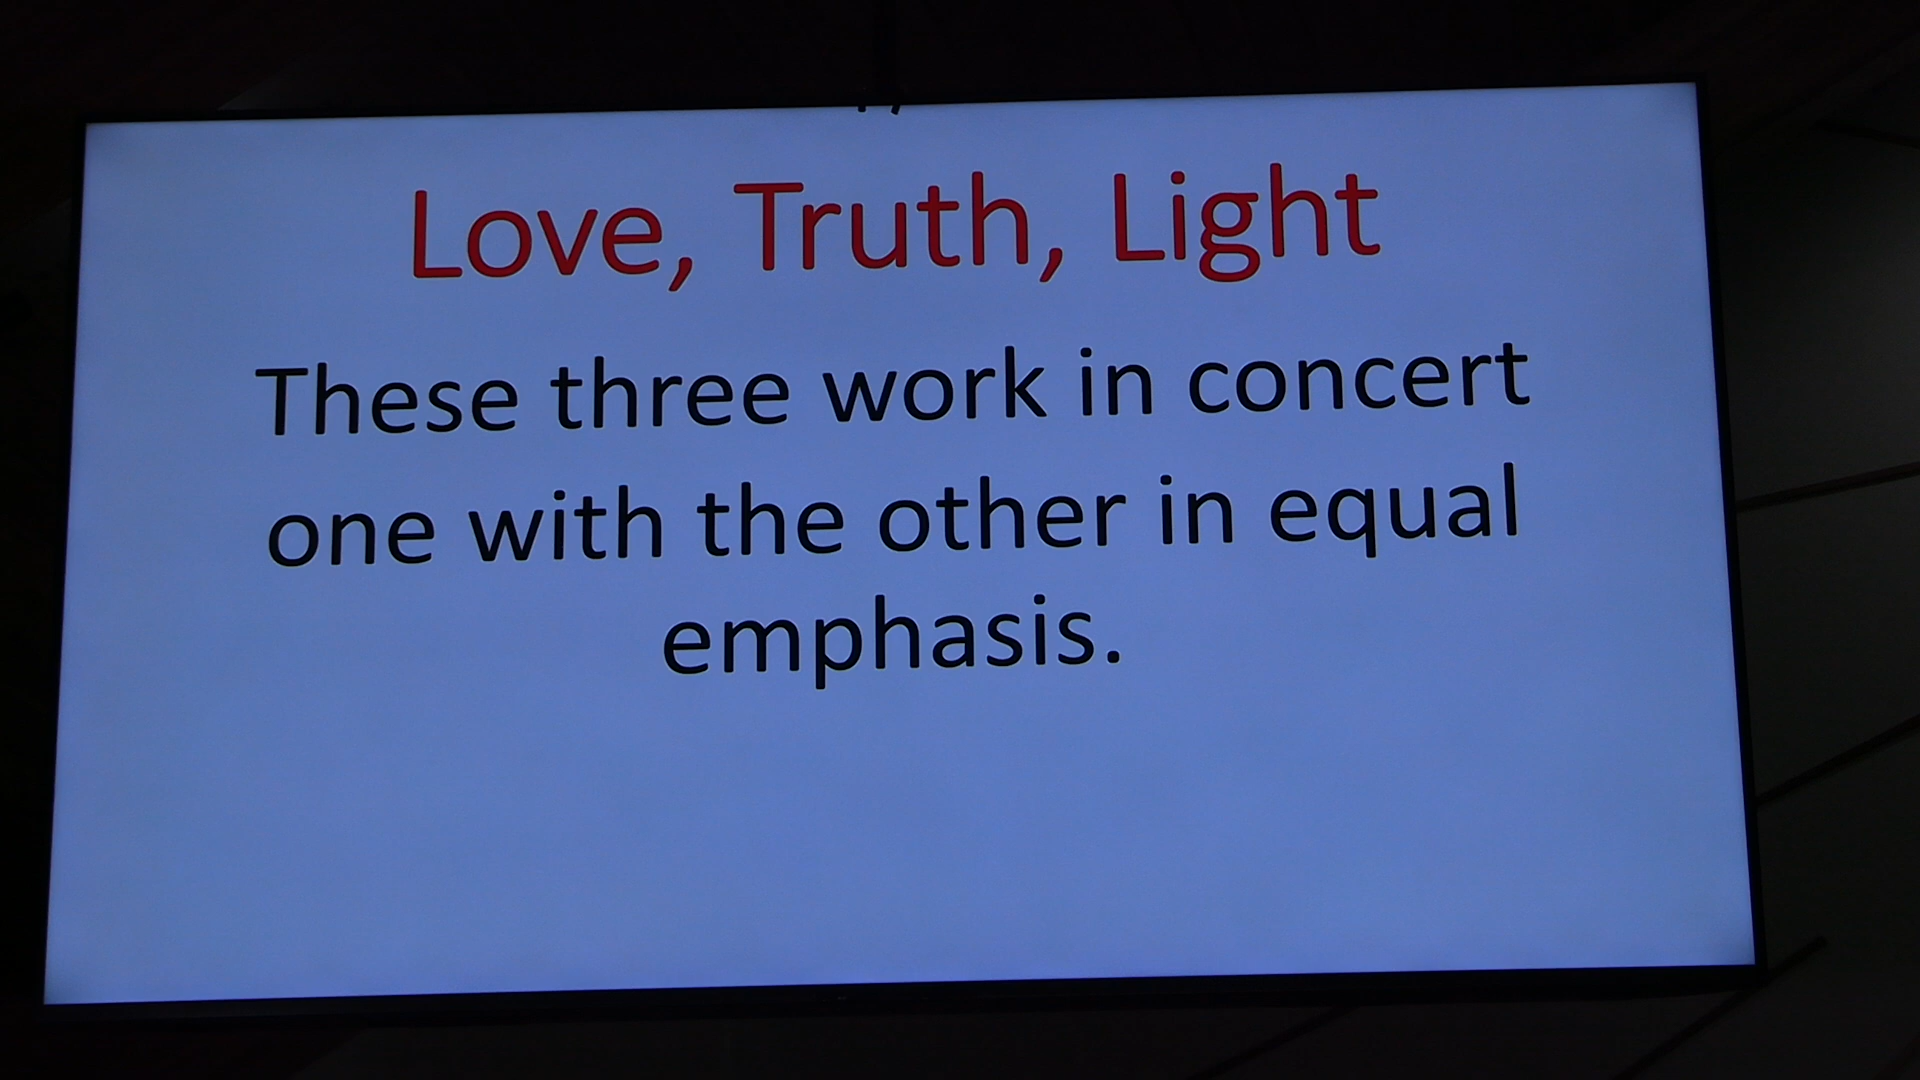 Love, Truth, Light
These three work in concert
one with the other in equal
emphasis.